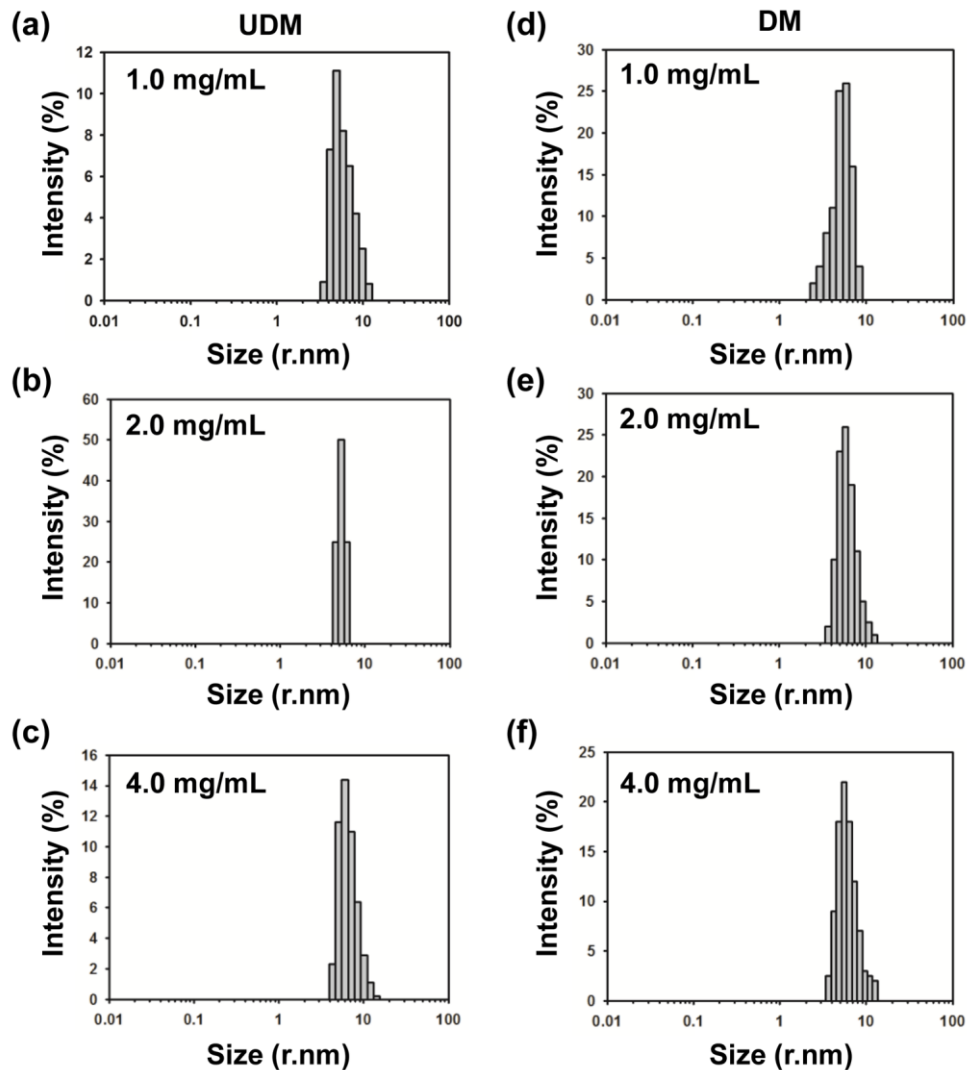 (a)
UDM
1.0 mg/mL
Intensity (%)
12
10
8
6
4
2
0
0.01 0.1 1 10 100
Size (r.nm)
(b)
2.0 mg/mL
Intensity (%)
60
50
40
30
20
10
0
0.01 0.1 1 10 100
Size (r.nm)
(c)
4.0 mg/mL
Intensity (%)
16
14
12
10
8
6
4
2
0
0.01 0.1 1 10 100
Size (r.nm)
(d)
DM
1.0 mg/mL
Intensity (%)
30
25
20
15
10
5
0
0.01 0.1 1 10 100
Size (r.nm)
(e)
2.0 mg/mL
Intensity (%)
30
25
20
15
10
5
0
0.01 0.1 1 10 100
Size (r.nm)
(f)
4.0 mg/mL
Intensity (%)
25
20
15
10
5
0
0.01 0.1 1 10 100
Size (r.nm)